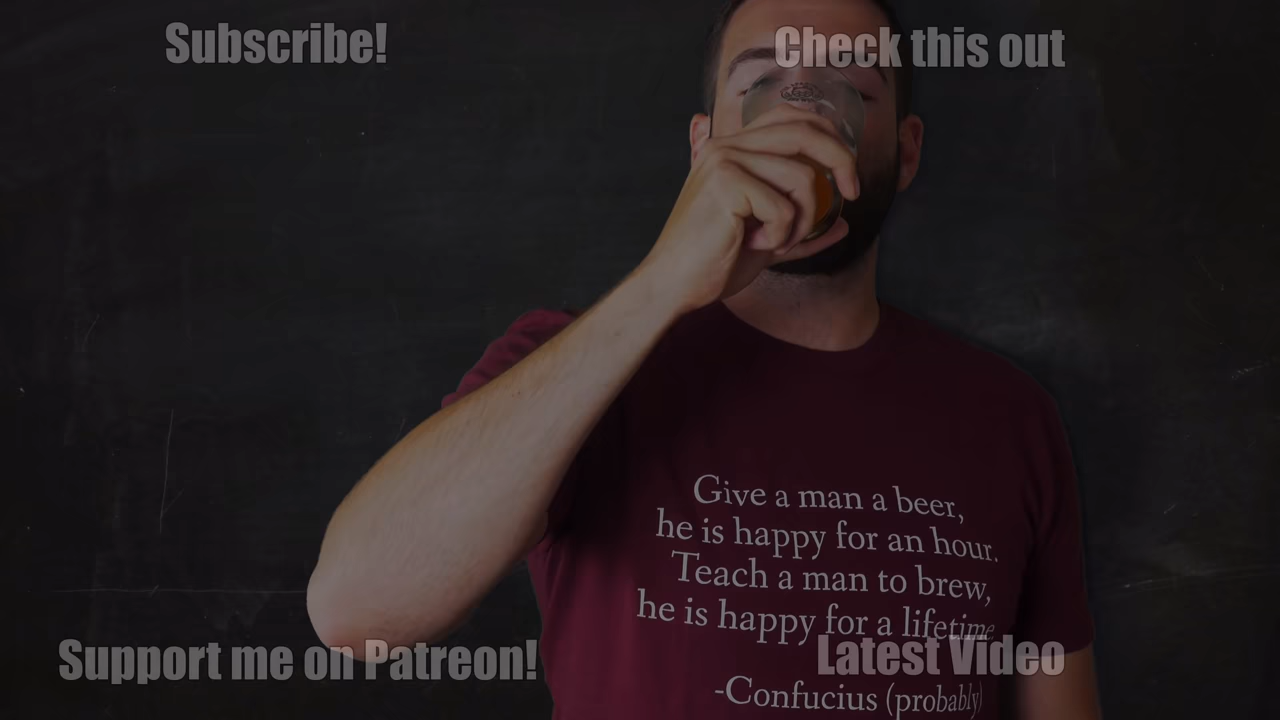 Subscribe!
Check this out
Give a man a beer,
he is happy for an hour.
Teach a man to brew,
he is happy for a lifetime
-Confucius (probably)
Support me on Patreon!
Latest Video